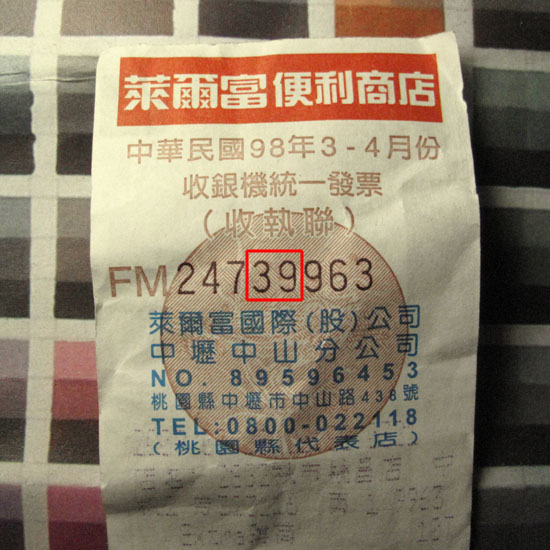 萊爾富便利商店
中華民國98年3-4月份
收銀機統一發票
(收執聯)
FM24739963
萊爾富國際(股)公司
中壢中山分公司
NO. 89596453
桃園縣中壢市中山路438號
TEL:0800-022118
(桃園縣代表店)